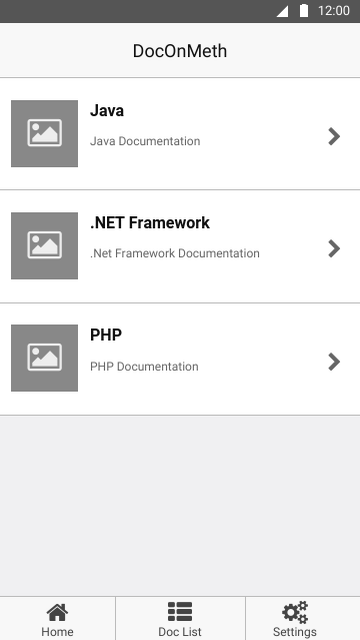 12:00
DocOnMeth
Java
Java Documentation
.NET Framework
.Net Framework Documentation
PHP
PHP Documentation
Home
Doc List
Settings